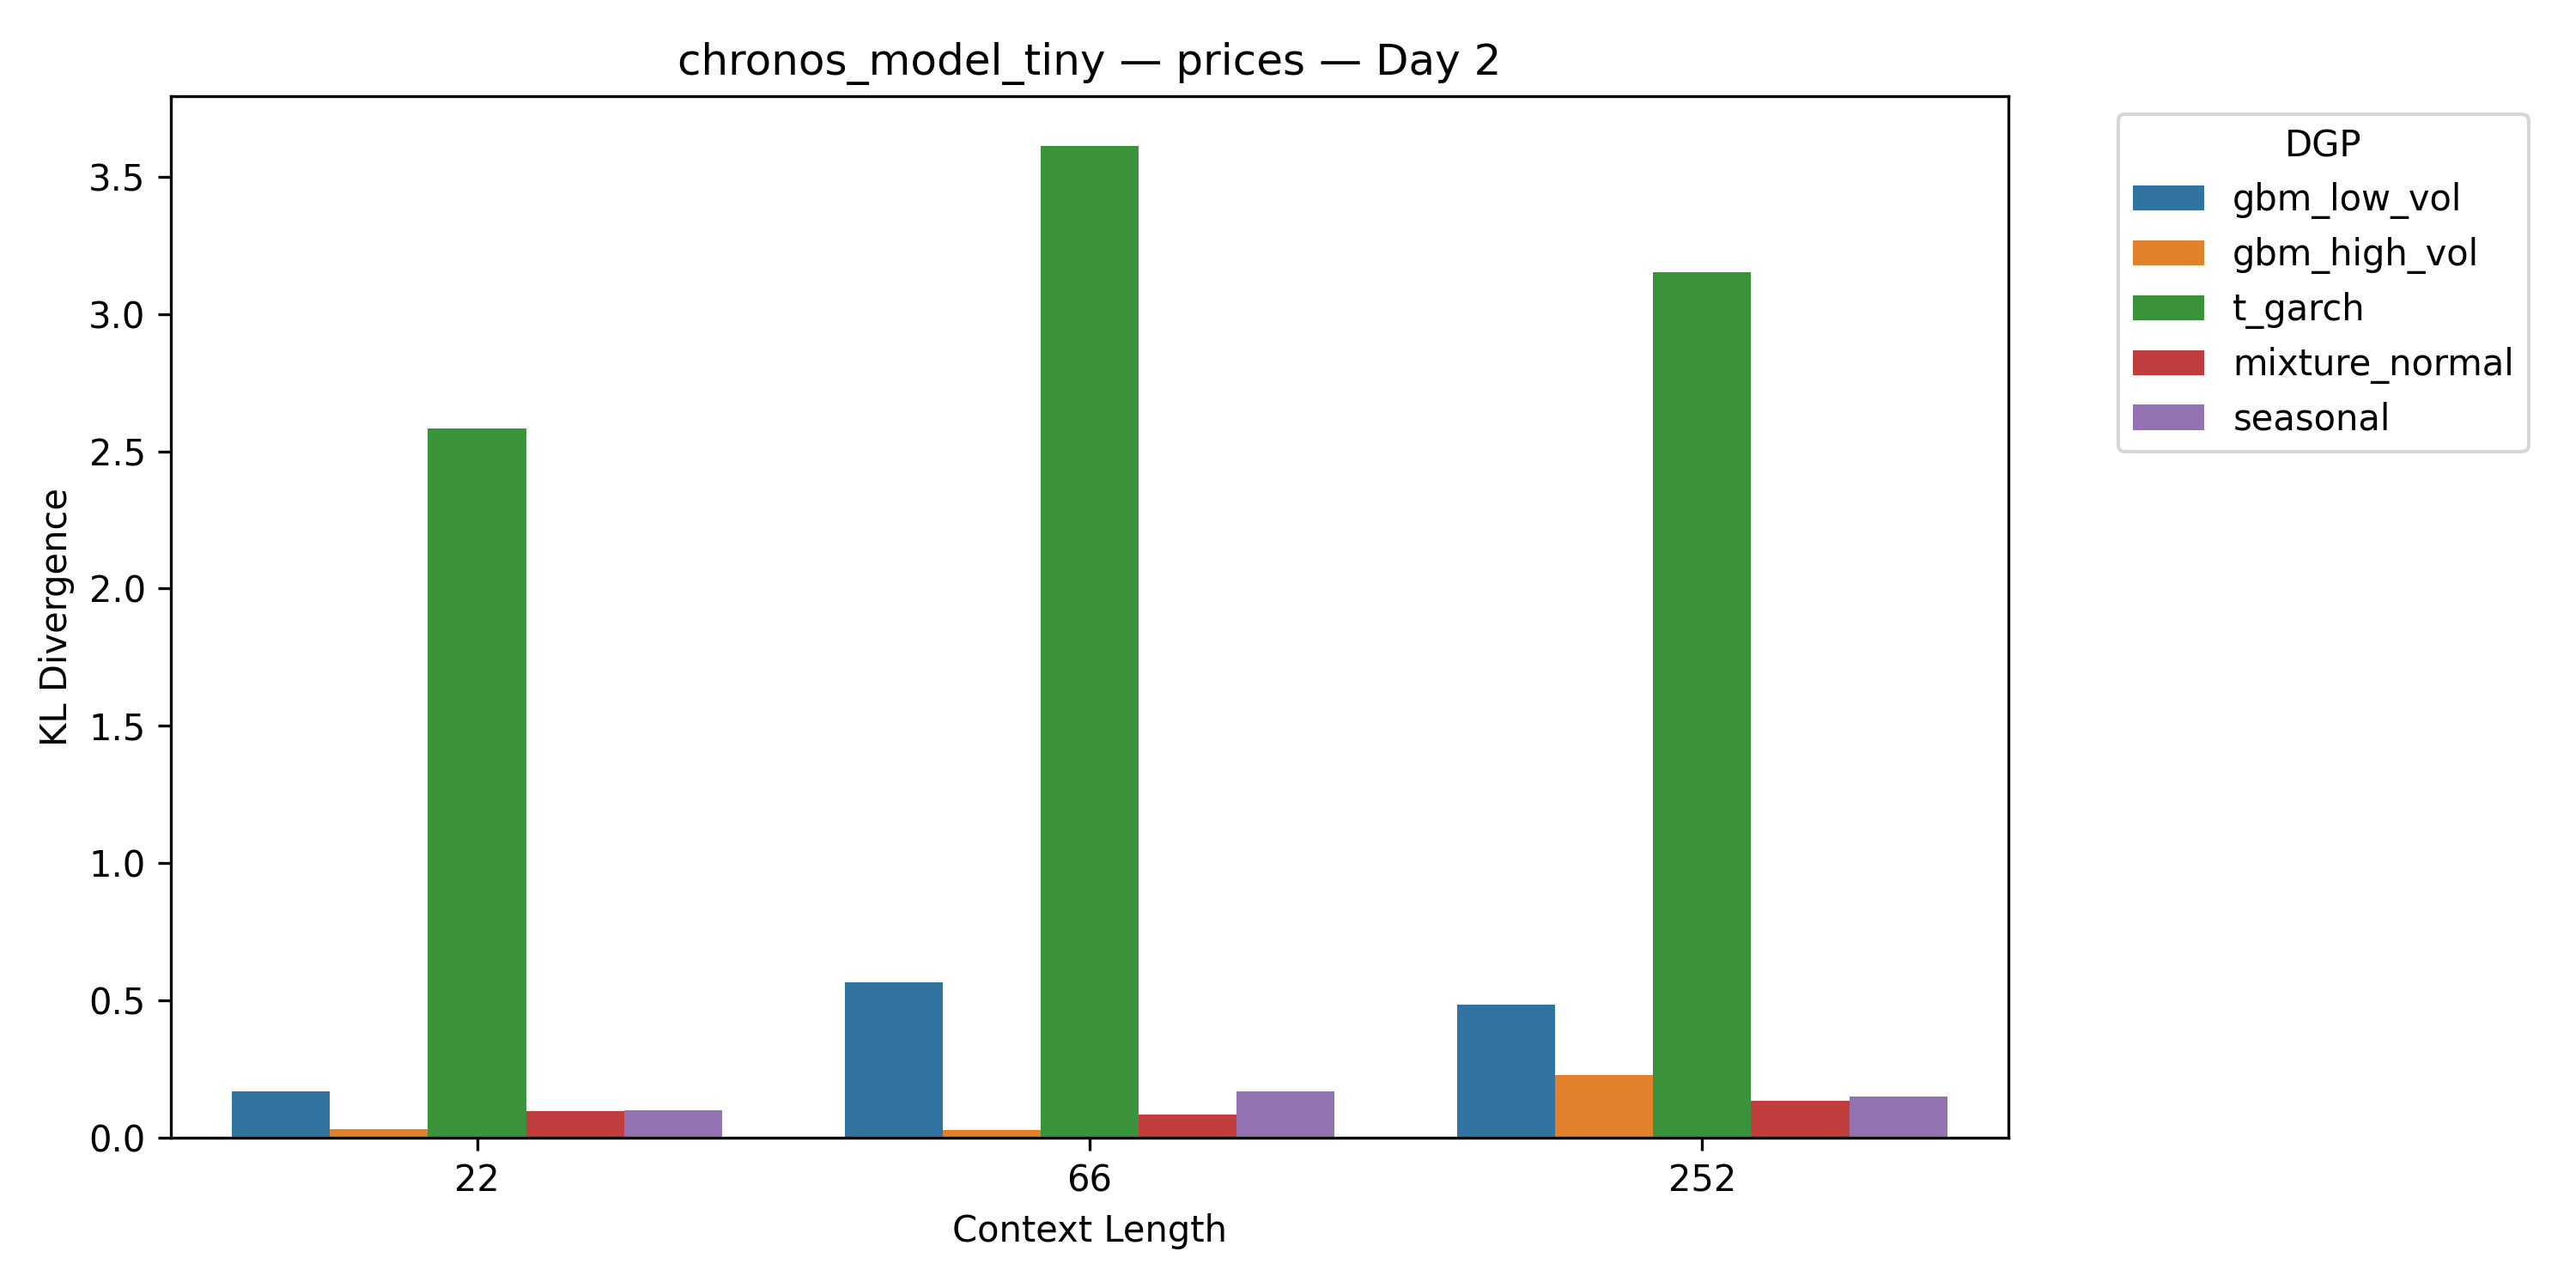 chronos_model_tiny — prices — Day 2
KL Divergence
3.5
3.0
2.5
2.0
1.5
1.0
0.5
0.0
22
66
252
Context Length
DGP
gbm_low_vol
gbm_high_vol
t_garch
mixture_normal
seasonal